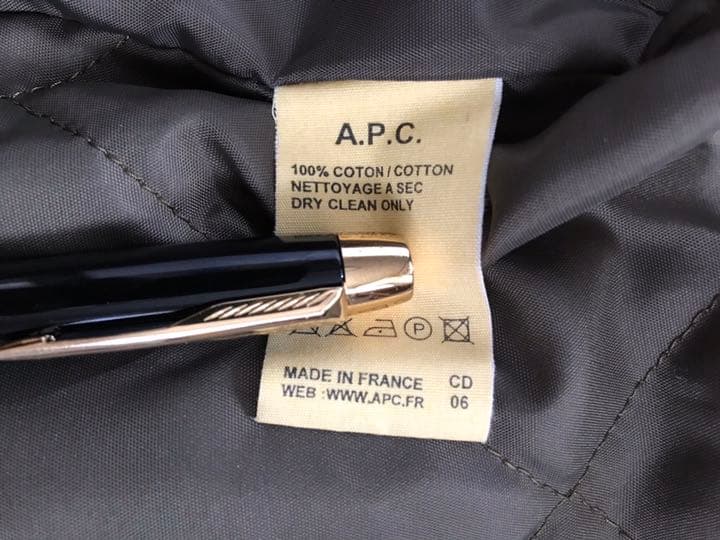 A.P.C.
100% COTON / COTTON
NETTOYAGE A SEC
DRY CLEAN ONLY
P
MADE IN FRANCE CD
WEB :WWW.APC.FR 06